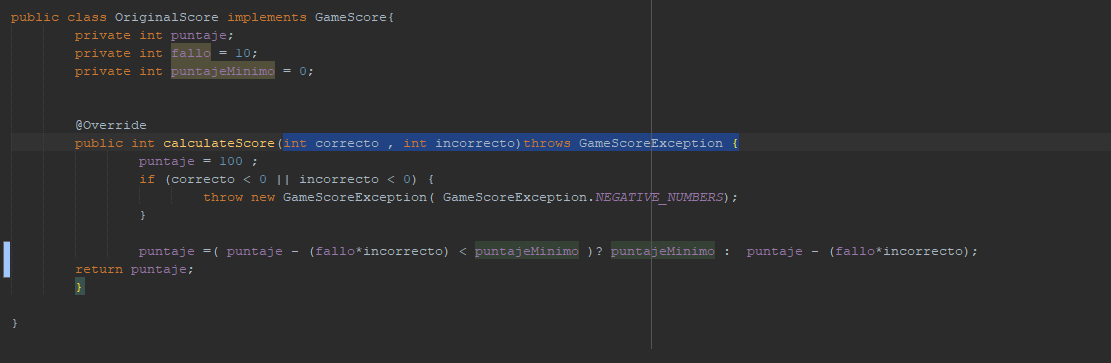 public class OriginalScore implements GameScore{
private int puntaje;
private int fallo = 10;
private int puntajeMinimo = 0;
@Override
public int calculateScore(int correcto , int incorrecto)throws GameScoreException {
puntaje = 100 ;
if (correcto < 0 || incorrecto < 0) {
throw new GameScoreException( GameScoreException.NEGATIVE_NUMBERS);
}
puntaje =( puntaje - (fallo*incorrecto) < puntajeMinimo )? puntajeMinimo :  puntaje - (fallo*incorrecto);
return puntaje;
}
}